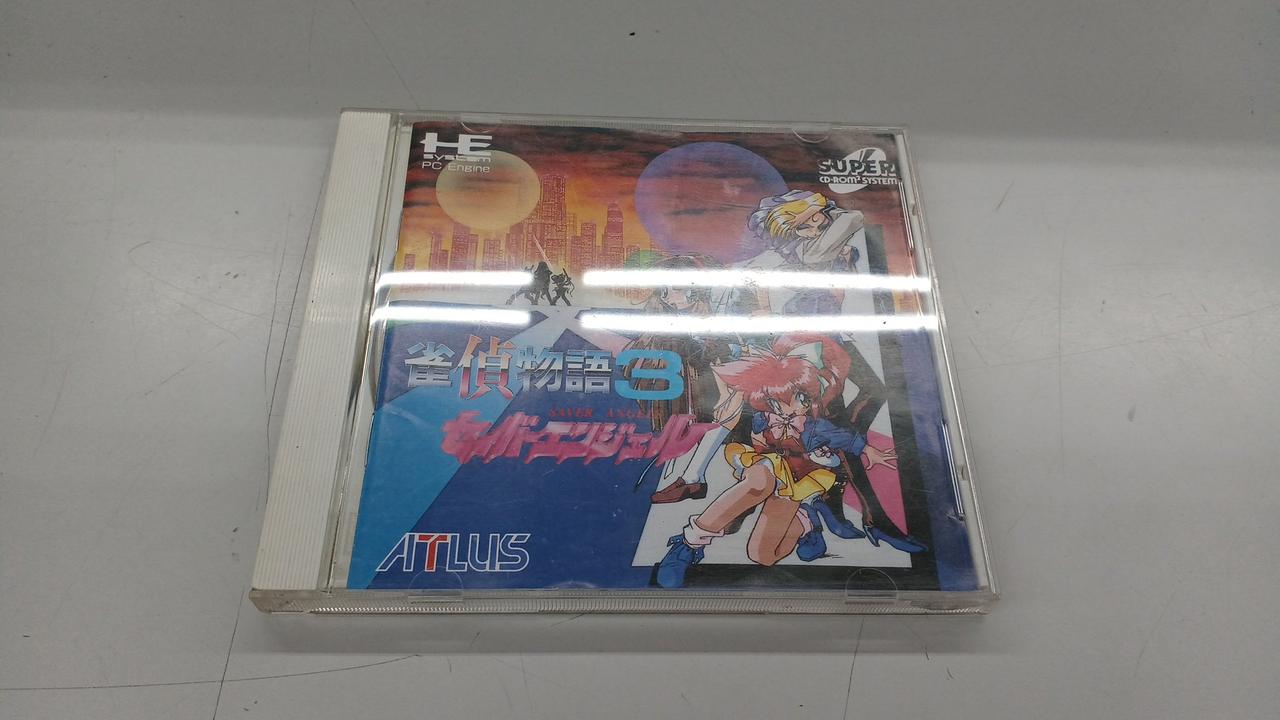 HE
System
PC Engine
SUPER
CD-ROM² SYSTEM
雀偵物語3
SAVER ANGELS
セイバーエンジェル
ATLUS